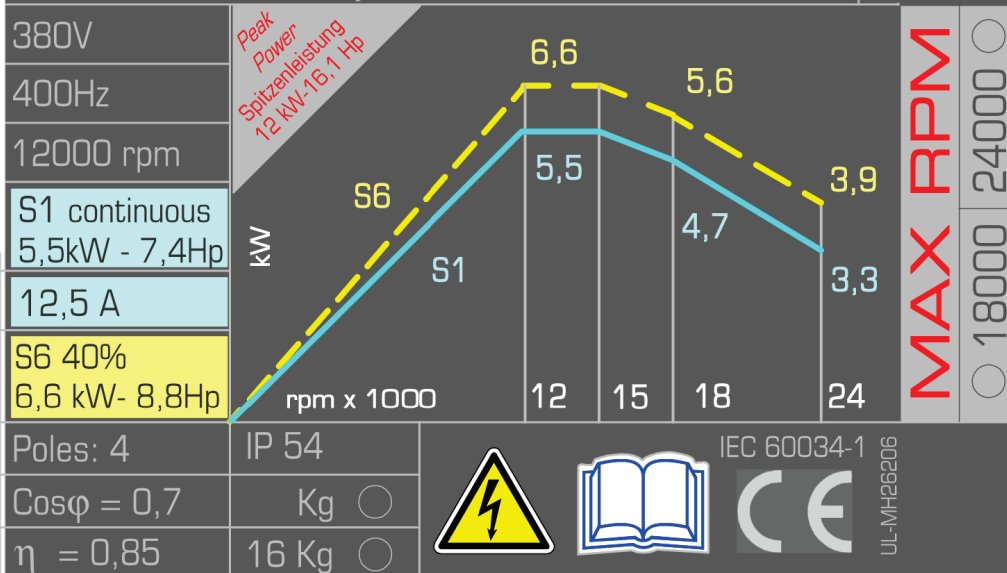 380V
400Hz
12000 rpm
S1 continuous
5,5kW - 7,4Hp
12,5 A
S6 40%
6,6 kW- 8,8Hp
Peak
Power
Spitzenleistung
12 kW-16,1 Hp
kW
S6
S1
6,6
5,6
3,9
5,5
4,7
3,3
rpm x 1000
12
15
18
24
MAX RPM
18000
24000
Poles: 4
IP 54
Cosφ = 0,7
Kg
η = 0,85
16 Kg
IEC 60034-1
CE
UL-MH26206